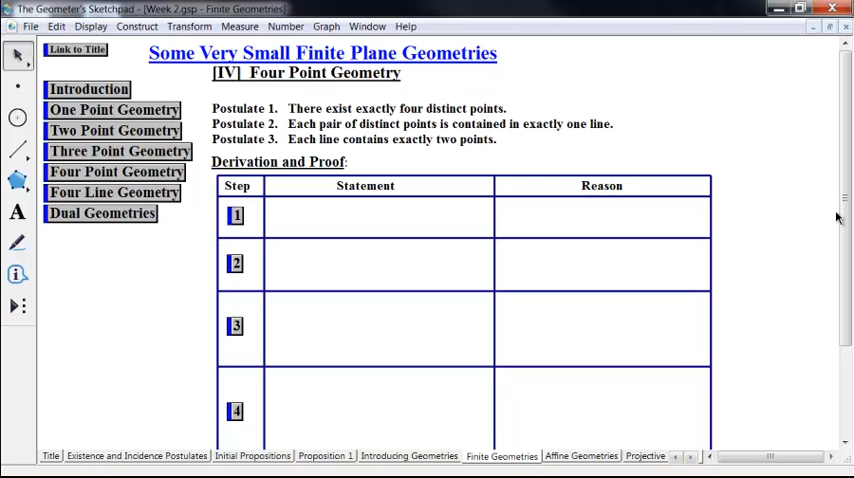 The Geometer's Sketchpad - [Week 2.gsp - Finite Geometries]
File Edit Display Construct Transform Measure Number Graph Window Help
Link to Title
Some Very Small Finite Plane Geometries
[IV] Four Point Geometry
Introduction
One Point Geometry
Two Point Geometry
Three Point Geometry
Four Point Geometry
Four Line Geometry
Dual Geometries
Postulate 1. There exist exactly four distinct points.
Postulate 2. Each pair of distinct points is contained in exactly one line.
Postulate 3. Each line contains exactly two points.
Derivation and Proof:
Step Statement Reason
1
2
3
4
A
Title Existence and Incidence Postulates Initial Propositions Proposition 1 Introducing Geometries Finite Geometries Affine Geometries Projective